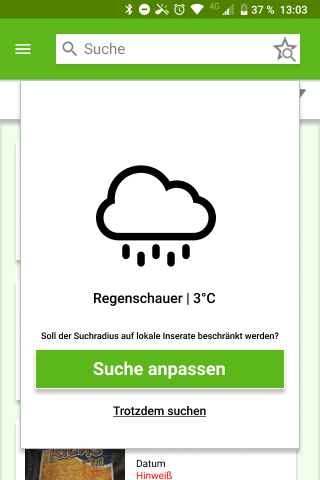 4G 37 % 13:03
Suche
Regenschauer | 3°C
Soll der Suchradius auf lokale Inserate beschränkt werden?
Suche anpassen
Trotzdem suchen
Datum
Hinweiß